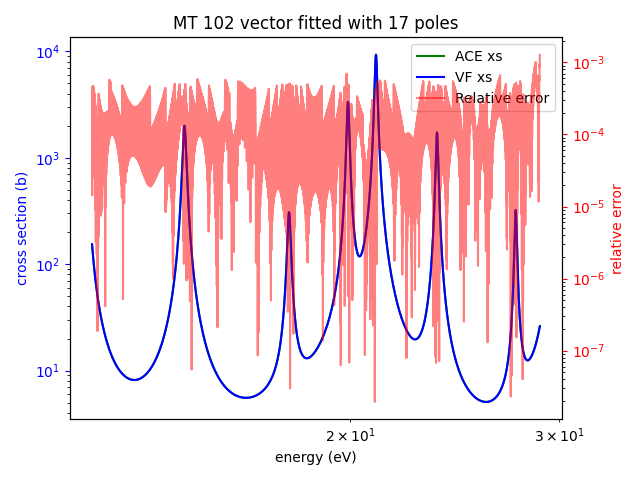 MT 102 vector fitted with 17 poles
ACE xs
VF xs
Relative error
10⁴
10³
10²
10¹
cross section (b)
10⁻³
10⁻⁴
10⁻⁵
10⁻⁶
10⁻⁷
relative error
2 × 10¹
3 × 10¹
energy (eV)